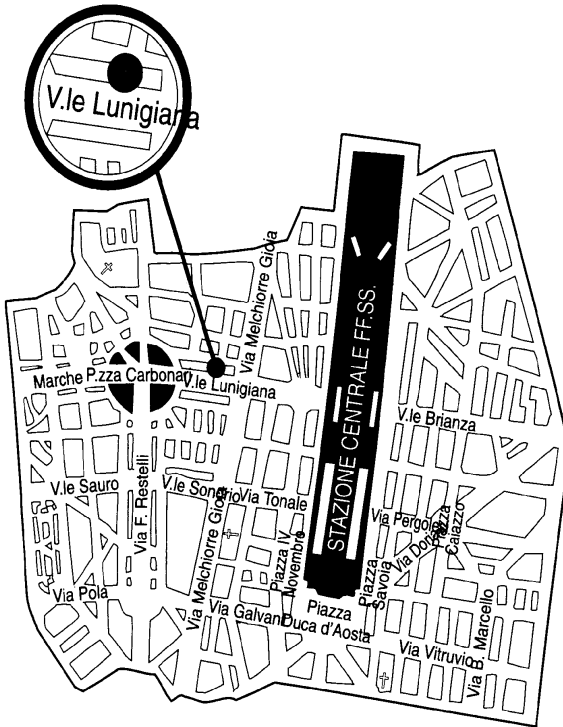 V.le Lunigiana
Via Melchiorre Gioia
STAZIONE CENTRALE FF.SS.
Marche P.zza Carbonari
V.le Lunigiana
V.le Brianza
V.le Sauro
Via F. Restelli
V.le Sondrio
Via Tonale
Via Melchiorre Gioia
Piazza IV
Novembre
Via Pergole
Via Donau
Piazza
Caiazzo
Via Pola
Via Galvani
Piazza
Duca d'Aosta
Piazza
Savoia
Via Vitruvio
Via B. Marcello